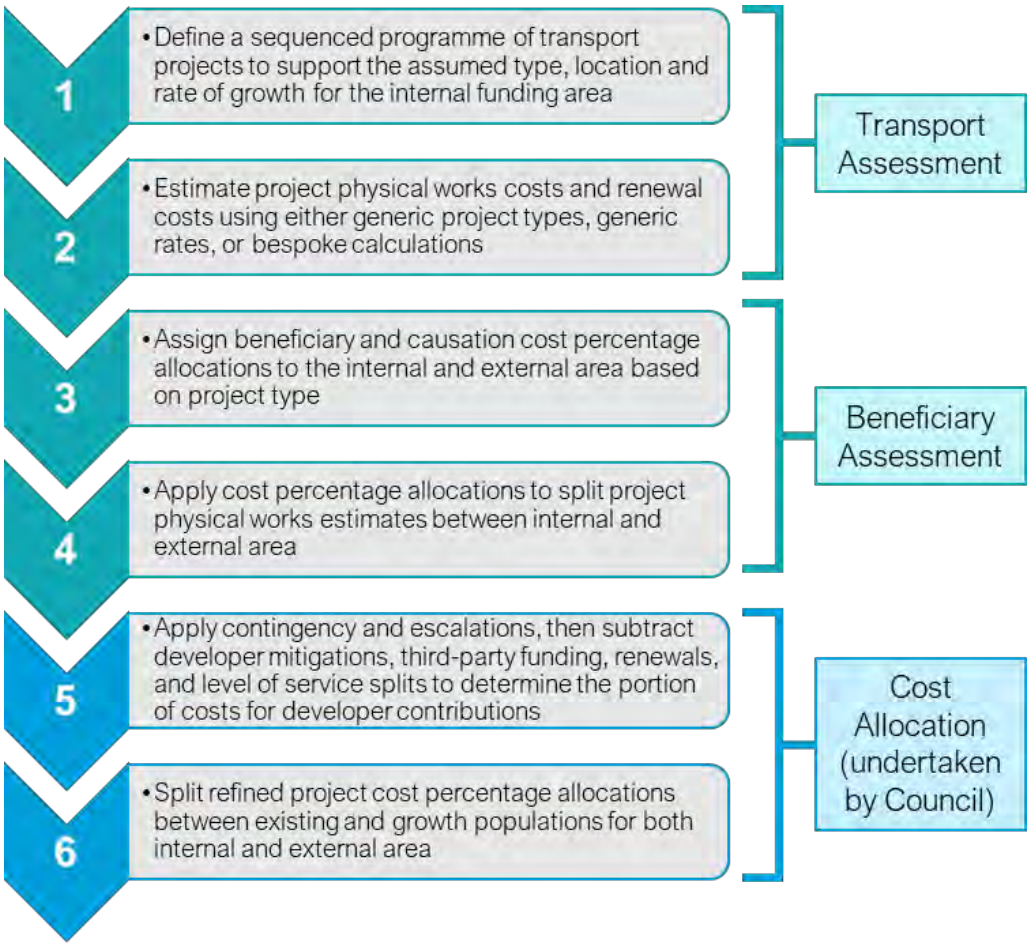 1
•Define a sequenced programme of transport
projects to support the assumed type, location and
rate of growth for the internal funding area
2
•Estimate project physical works costs and renewal
costs using either generic project types, generic
rates, or bespoke calculations
Transport
Assessment
3
•Assign beneficiary and causation cost percentage
allocations to the internal and external area based
on project type
4
•Apply cost percentage allocations to split project
physical works estimates between internal and
external area
Beneficiary
Assessment
5
•Apply contingency and escalations, then subtract
developer mitigations, third-party funding, renewals,
and level of service splits to determine the portion
of costs for developer contributions
6
•Split refined project cost percentage allocations
between existing and growth populations for both
internal and external area
Cost
Allocation
(undertaken
by Council)